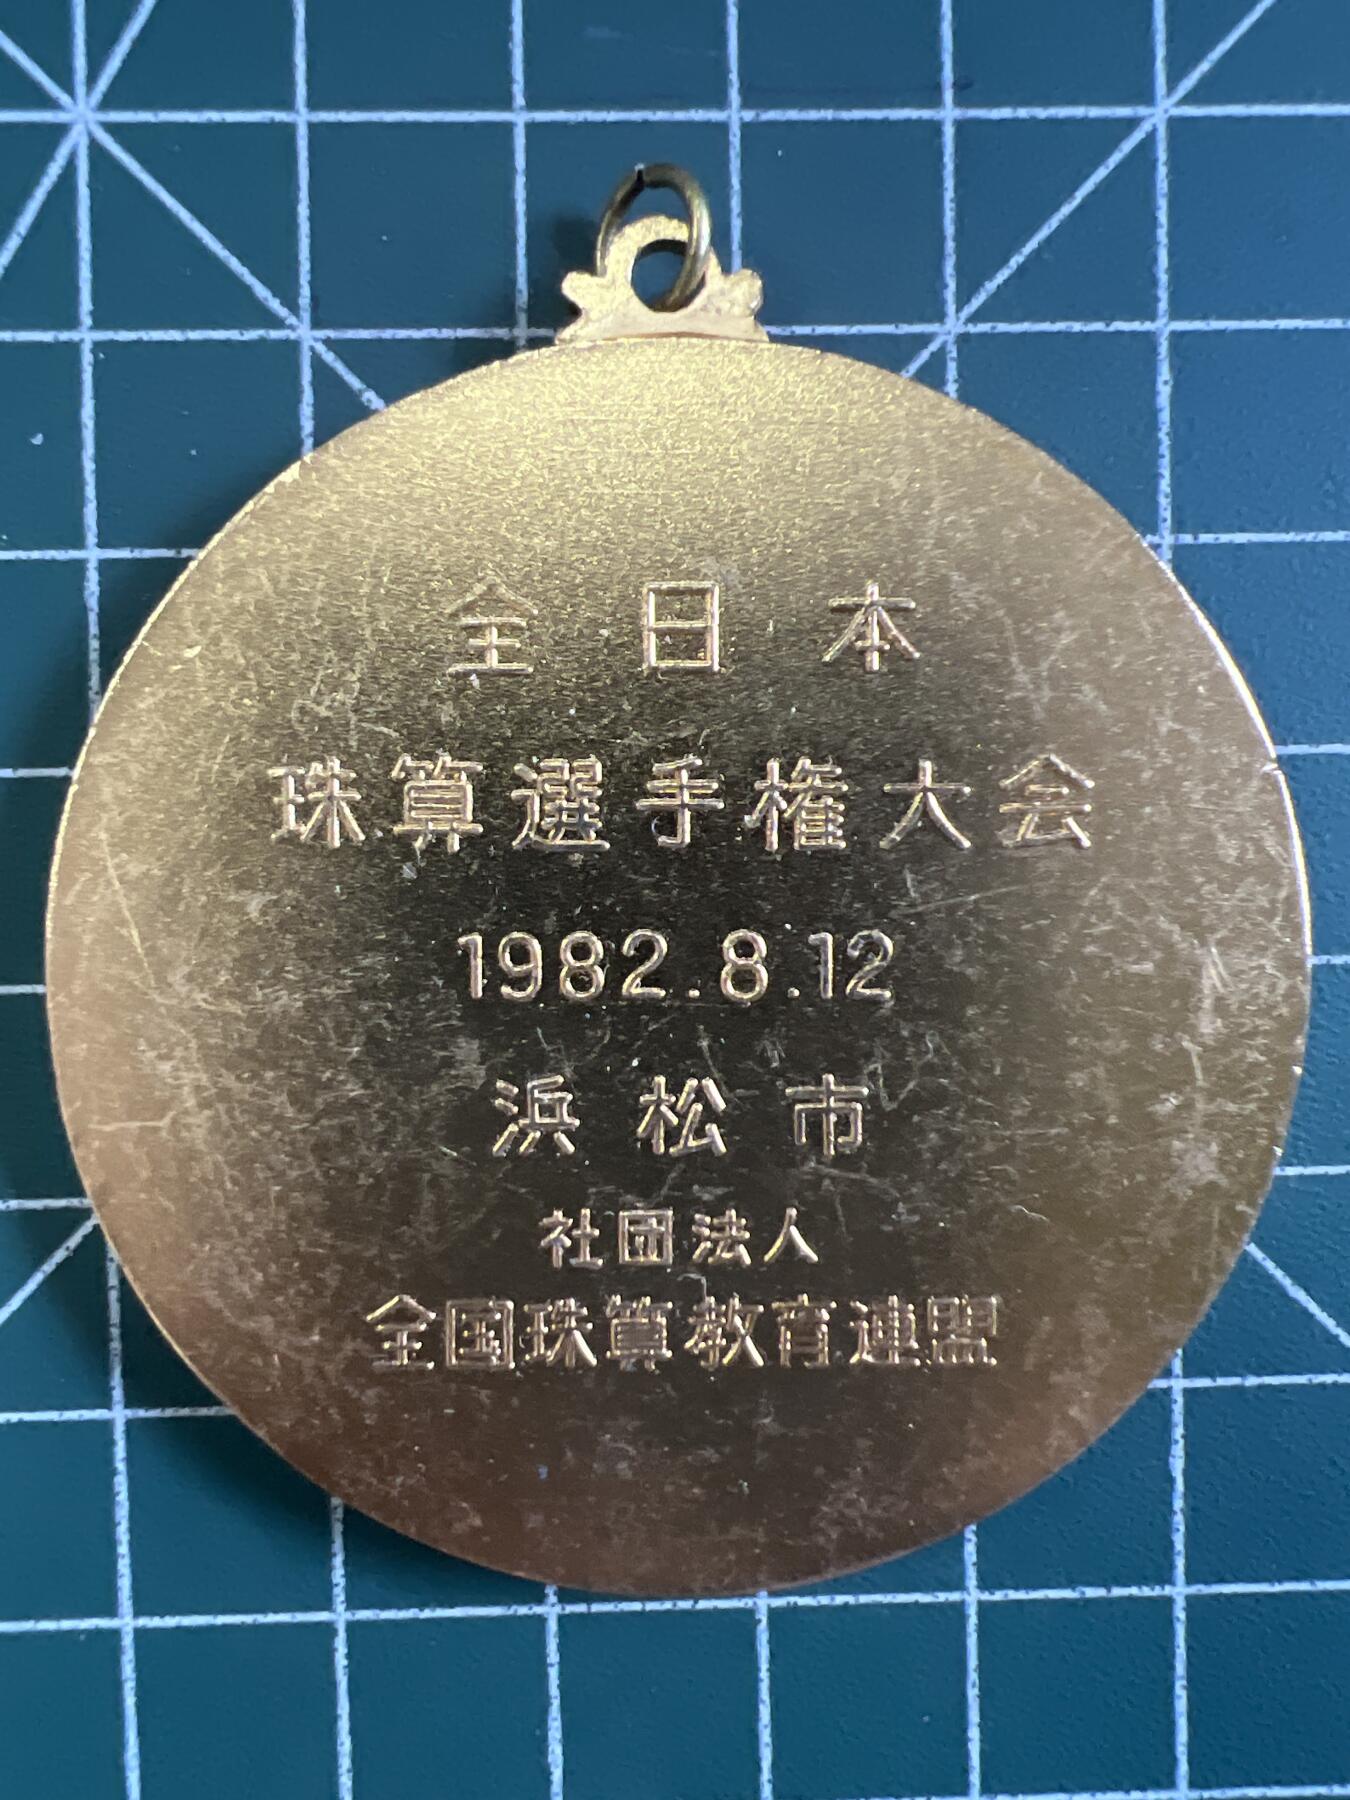 全日本
珠算選手権大会
1982.8.12
浜松市
社団法人
全国珠算教育連盟